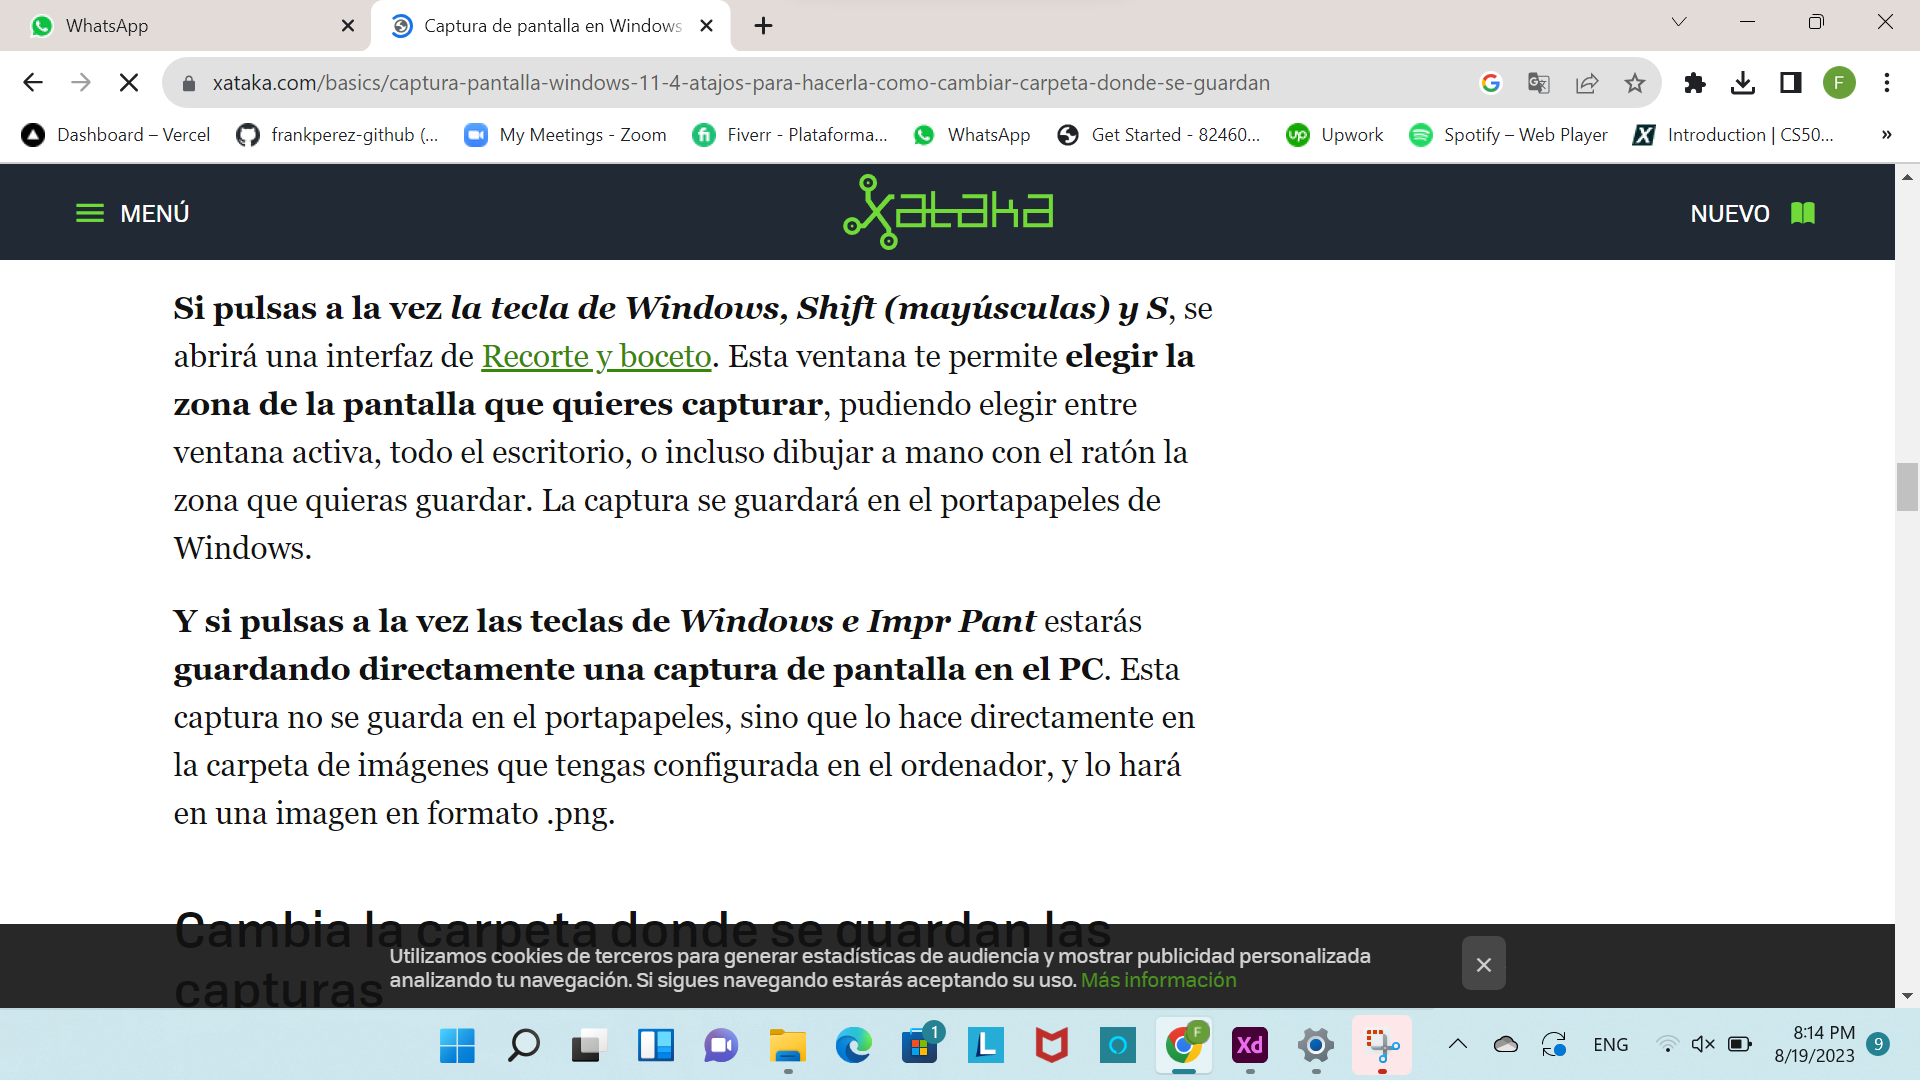 WhatsApp
Captura de pantalla en Windows
xataka.com/basics/captura-pantalla-windows-11-4-atajos-para-hacerla-como-cambiar-carpeta-donde-se-guardan
F
Dashboard – Vercel
frankperez-github (...
My Meetings - Zoom
Fiverr - Plataforma...
WhatsApp
Get Started - 82460...
Upwork
Spotify – Web Player
Introduction | CS50...
»
MENÚ
xataka
NUEVO
Si pulsas a la vez la tecla de Windows, Shift (mayúsculas) y S, se
abrirá una interfaz de Recorte y boceto. Esta ventana te permite elegir la
zona de la pantalla que quieres capturar, pudiendo elegir entre
ventana activa, todo el escritorio, o incluso dibujar a mano con el ratón la
zona que quieras guardar. La captura se guardará en el portapapeles de
Windows.
Y si pulsas a la vez las teclas de Windows e Impr Pant estarás
guardando directamente una captura de pantalla en el PC. Esta
captura no se guarda en el portapapeles, sino que lo hace directamente en
la carpeta de imágenes que tengas configurada en el ordenador, y lo hará
en una imagen en formato .png.
Cambia la carpeta donde se guardan las
capturas
Utilizamos cookies de terceros para generar estadísticas de audiencia y mostrar publicidad personalizada
analizando tu navegación. Si sigues navegando estarás aceptando su uso. Más información
1
L
F
Xd
ENG
8:14 PM
8/19/2023
9